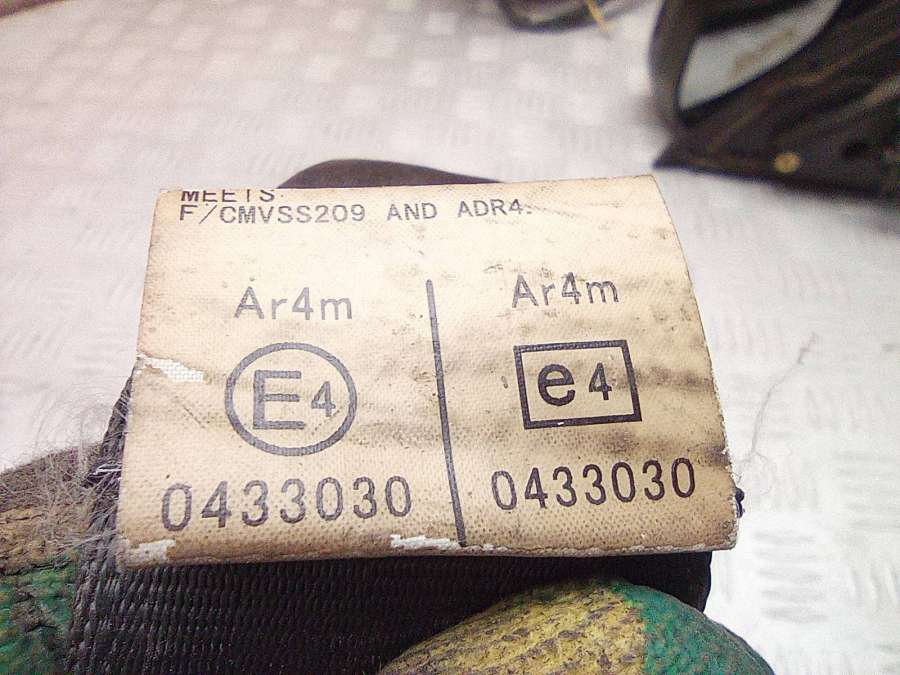 MEETS
F/CMVSS209 AND ADR4.
Ar4m
E4
0433030
Ar4m
e4
0433030